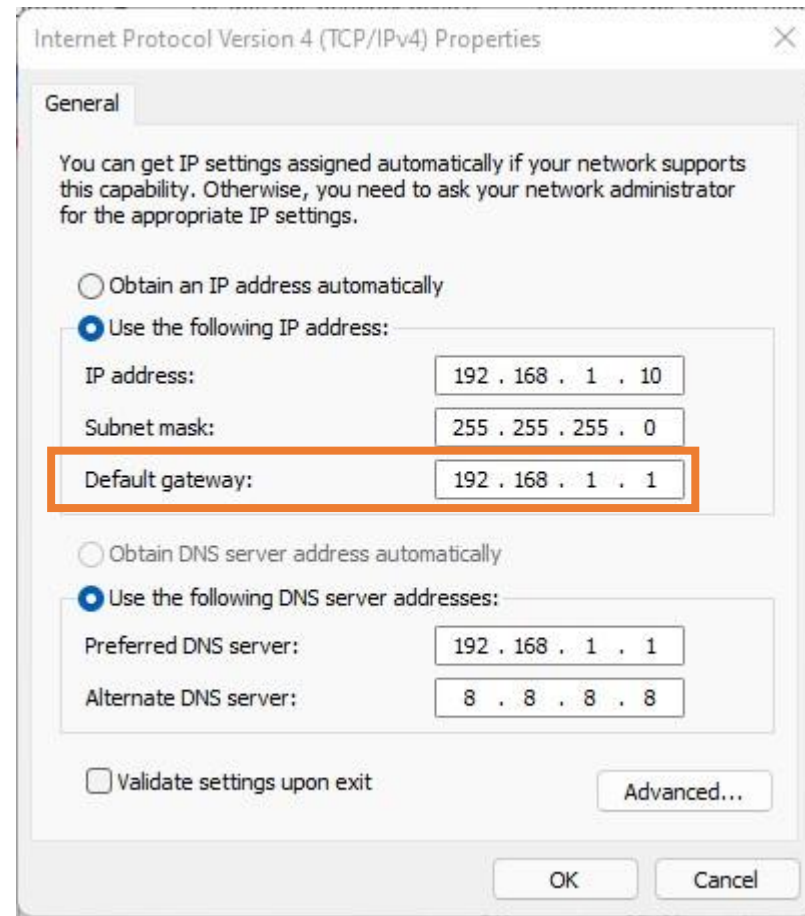 Internet Protocol Version 4 (TCP/IPv4) Properties
General
You can get IP settings assigned automatically if your network supports
this capability. Otherwise, you need to ask your network administrator
for the appropriate IP settings.
Obtain an IP address automatically
Use the following IP address:
IP address: 192 . 168 . 1 . 10
Subnet mask: 255 . 255 . 255 . 0
Default gateway: 192 . 168 . 1 . 1
Obtain DNS server address automatically
Use the following DNS server addresses:
Preferred DNS server: 192 . 168 . 1 . 1
Alternate DNS server: 8 . 8 . 8 . 8
Validate settings upon exit
Advanced...
OK Cancel